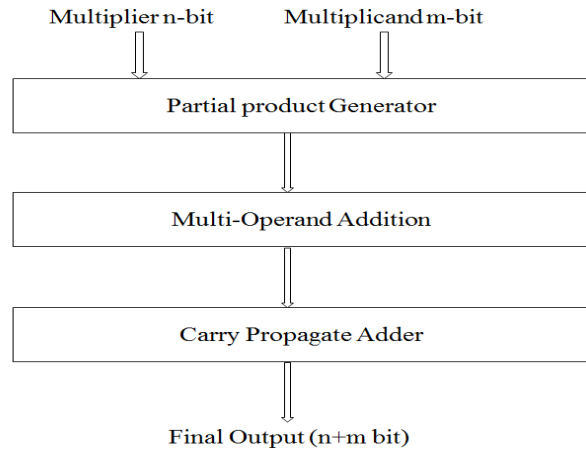 Multiplier n-bit
Multiplicand m-bit
Partial product Generator
Multi-Operand Addition
Carry Propagate Adder
Final Output (n+m bit)